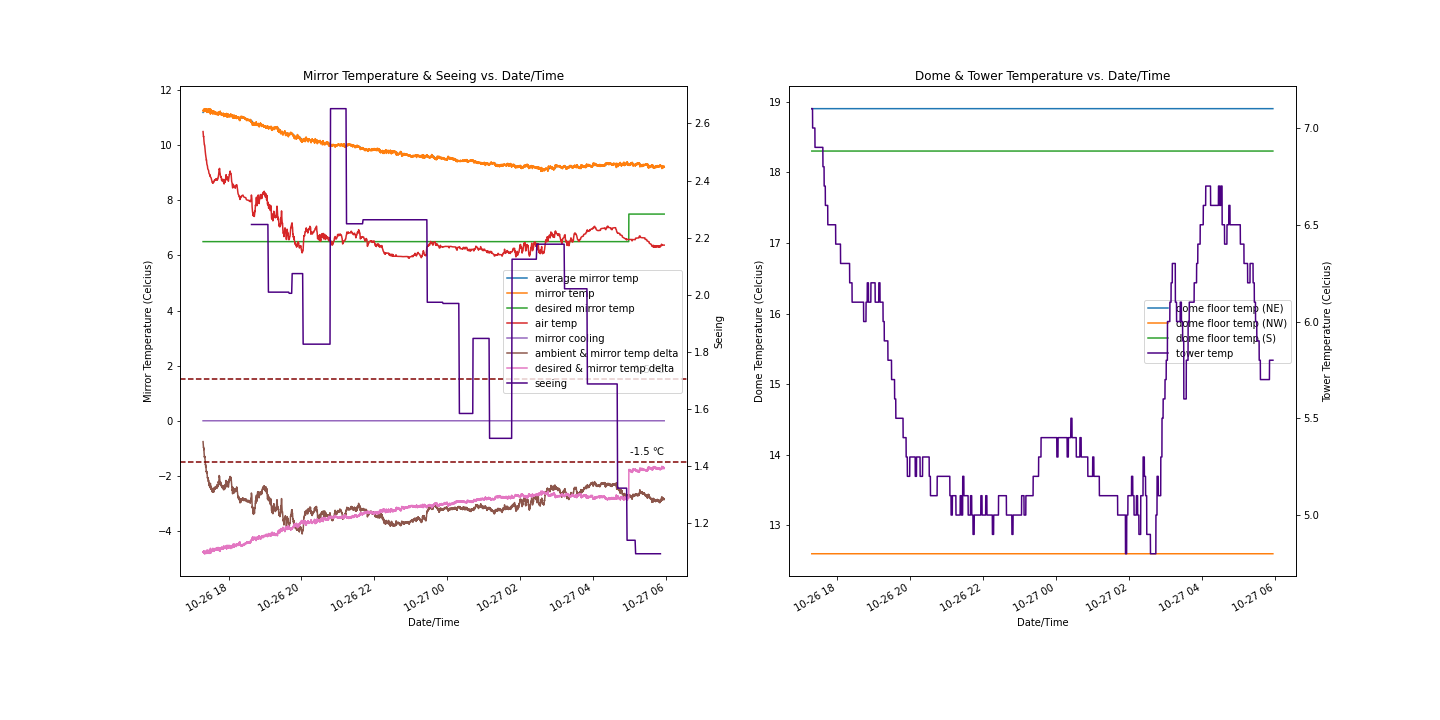 Mirror Temperature & Seeing vs. Date/Time
12
10
8
6
4
2
0
−2
−4
Mirror Temperature (Celcius)
2.6
2.4
2.2
2.0
1.8
1.6
1.4
1.2
Seeing
average mirror temp
mirror temp
desired mirror temp
air temp
mirror cooling
ambient & mirror temp delta
desired & mirror temp delta
seeing
-1.5 °C
10-26 18
10-26 20
10-26 22
10-27 00
10-27 02
10-27 04
10-27 06
Date/Time
Dome & Tower Temperature vs. Date/Time
19
18
17
16
15
14
13
Dome Temperature (Celcius)
7.0
6.5
6.0
5.5
5.0
Tower Temperature (Celcius)
dome floor temp (NE)
dome floor temp (NW)
dome floor temp (S)
tower temp
10-26 18
10-26 20
10-26 22
10-27 00
10-27 02
10-27 04
10-27 06
Date/Time